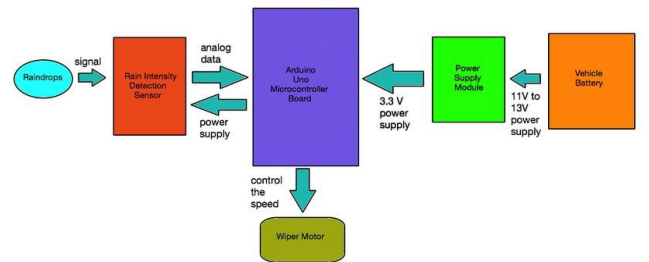 signal
Raindrops
Rain Intensity
Detection
Sensor
analog
data
power
supply
Arduino
Uno
Microcontroller
Board
control
the
speed
Wiper Motor
3.3 V
power
supply
Power
Supply
Module
11V to
13V
power
supply
Vehicle
Battery